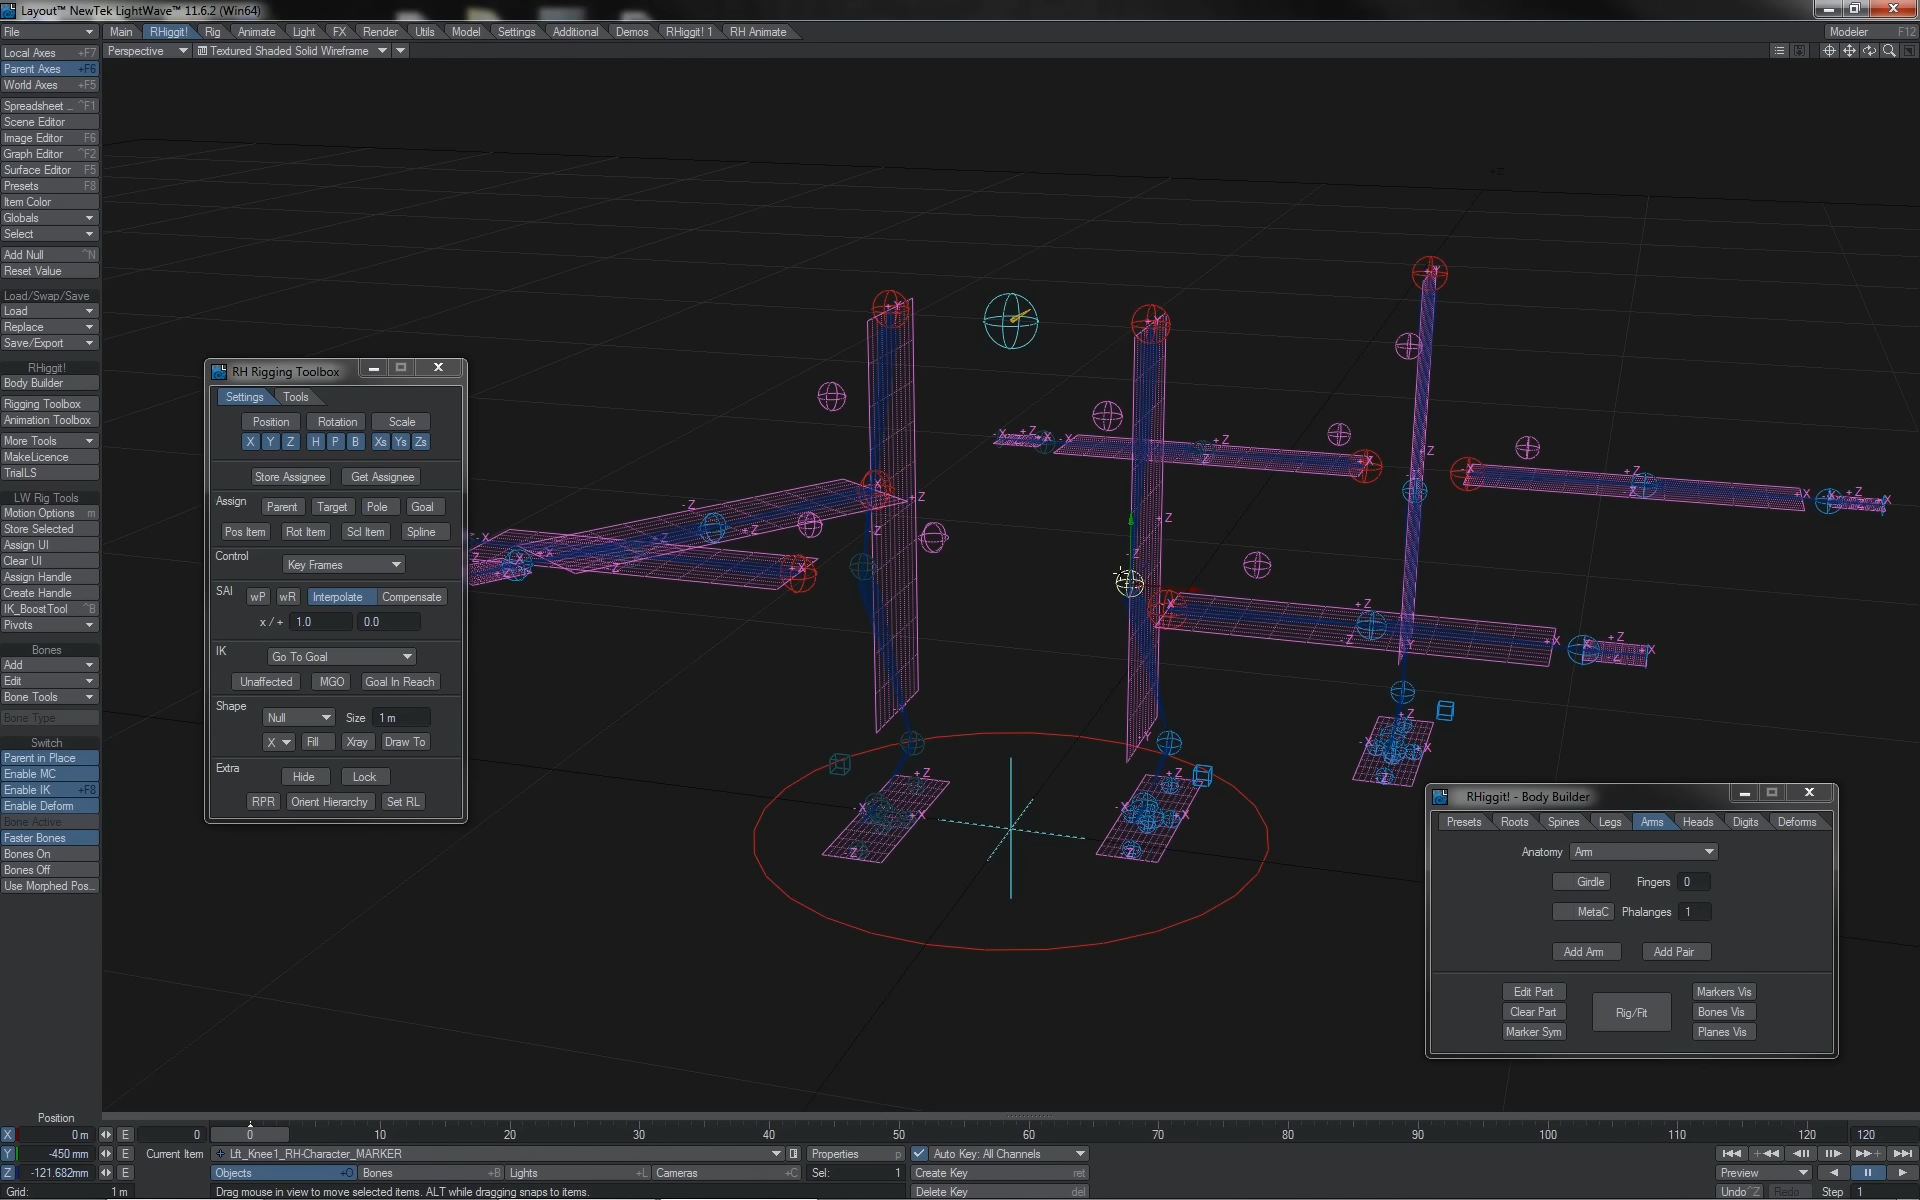 Layout™ NewTek LightWave™ 11.6.2 (Win64)
File Main RHiggit! Rig Animate Light FX Render Utils Model Settings Additional Demos RHiggit! 1 RH Animate Modeler F12
Perspective Textured Shaded Solid Wireframe
Local Axes +F7
Parent Axes +F6
World Axes +F5
Spreadsheet ... ^F1
Scene Editor
Image Editor F6
Graph Editor ^F2
Surface Editor F5
Presets F8
Item Color
Globals
Select
Add Null ^N
Reset Value
Load/Swap/Save
Load
Replace
Save/Export
RHiggit!
Body Builder
Rigging Toolbox
Animation Toolbox
More Tools
MakeLicence
TrialLS
LW Rig Tools
Motion Options m
Store Selected
Assign UI
Clear UI
Assign Handle
Create Handle
IK_BoostTool ^B
Pivots
Bones
Add
Edit
Bone Tools
Bone Type
Switch
Parent in Place
Enable MC
Enable IK +F8
Enable Deform
Bone Active
Faster Bones
Bones On
Bones Off
Use Morphed Pos...
RH Rigging Toolbox
Settings Tools
Position Rotation Scale
X Y Z H P B Xs Ys Zs
Store Assignee Get Assignee
Assign Parent Target Pole Goal
Pos Item Rot Item Scl Item Spline
Control Key Frames
SAI wP wR Interpolate Compensate
x / + 1.0 0.0
IK Go To Goal
Unaffected MGO Goal In Reach
Shape Null Size 1 m
X Fill Xray Draw To
Extra Hide Lock
RPR Orient Hierarchy Set RL
RHiggit! - Body Builder
Presets Roots Spines Legs Arms Heads Digits Deforms
Anatomy Arm
Girdle Fingers 0
MetaC Phalanges 1
Add Arm Add Pair
Edit Part Markers Vis
Clear Part Rig/Fit Bones Vis
Marker Sym Planes Vis
Position
X 0 m E 0 0 10 20 30 40 50 60 70 80 90 100 110 120 120
Y -450 mm E Current Item Lft_Knee1_RH-Character_MARKER Properties p Auto Key: All Channels
Z -121.682mm E Objects +O Bones +B Lights +L Cameras +C Sel: 1 Create Key ret Preview
Grid: 1 m Drag mouse in view to move selected items. ALT while dragging snaps to items. Delete Key del Undo ^Z Redo Step 1